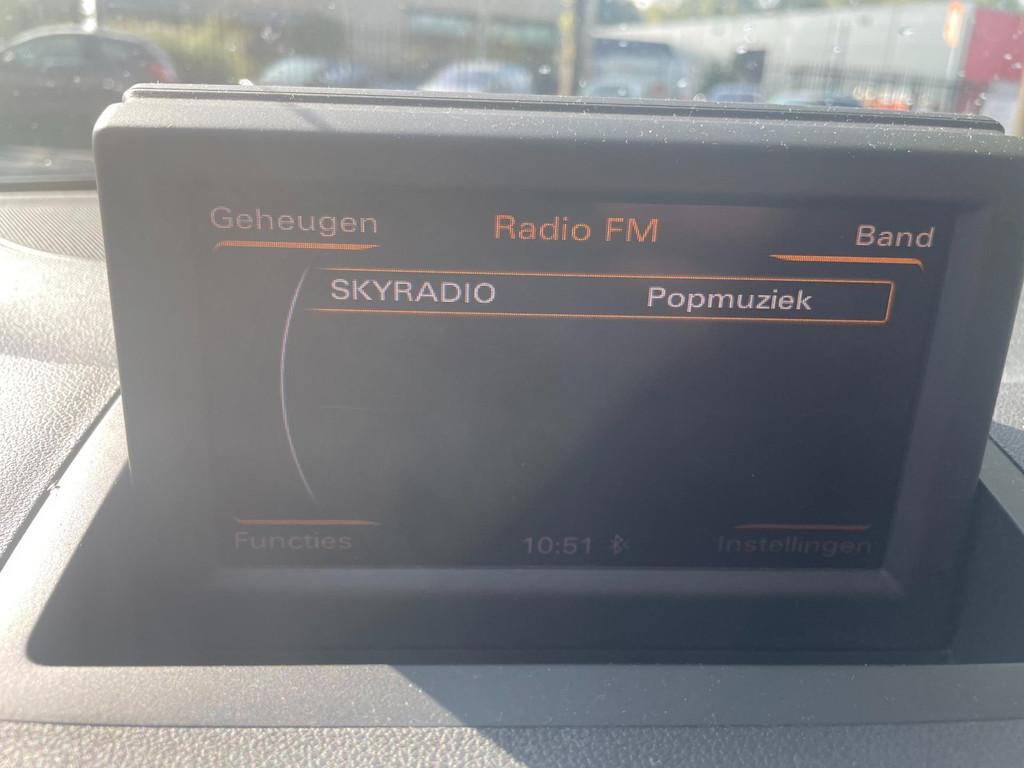 Geheugen Radio FM Band
SKYRADIO Popmuziek
Functies 10:51 Instellingen